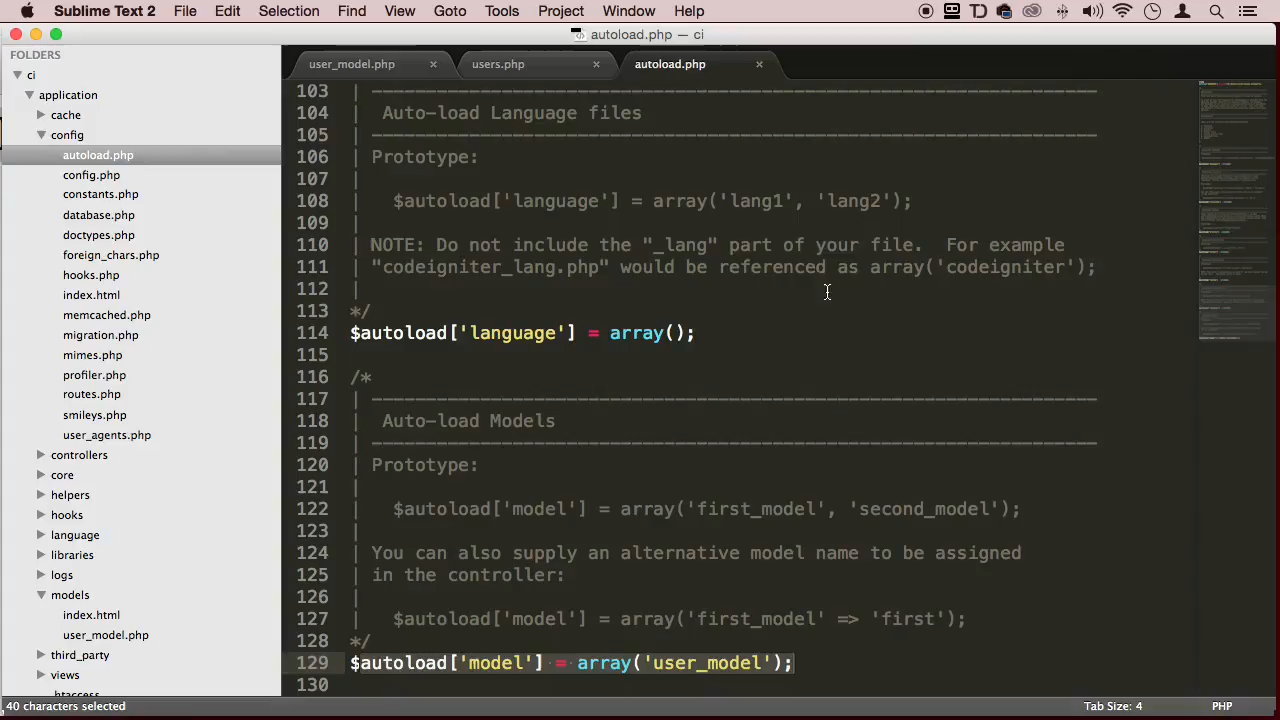 Sublime Text 2 File Edit Selection Find View Goto Tools Project Window Help
autoload.php — ci
FOLDERS
ci
application
cache
config
autoload.php
config.php
constants.php
database.php
doctypes.php
foreign_chars.php
hooks.php
index.html
memcached.php
migration.php
mimes.php
profiler.php
routes.php
smileys.php
user_agents.php
controllers
core
helpers
hooks
language
libraries
logs
models
index.html
user_model.php
third_party
views
.htaccess
user_model.php × users.php × autoload.php ×
103 | -------------------------------------------------------------------
104 |  Auto-load Language files
105 | -------------------------------------------------------------------
106 | Prototype:
107 |
108 |   $autoload['language'] = array('lang1', 'lang2');
109 |
110 | NOTE: Do not include the "_lang" part of your file.  For example
111 | "codeigniter_lang.php" would be referenced as array('codeigniter');
112 |
113 */
114 $autoload['language'] = array();
115
116 /*
117 | -------------------------------------------------------------------
118 |  Auto-load Models
119 | -------------------------------------------------------------------
120 | Prototype:
121 |
122 |   $autoload['model'] = array('first_model', 'second_model');
123 |
124 | You can also supply an alternative model name to be assigned
125 | in the controller:
126 |
127 |   $autoload['model'] = array('first_model' => 'first');
128 */
129 $autoload['model'] = array('user_model');
130
40 characters selected Tab Size: 4 PHP